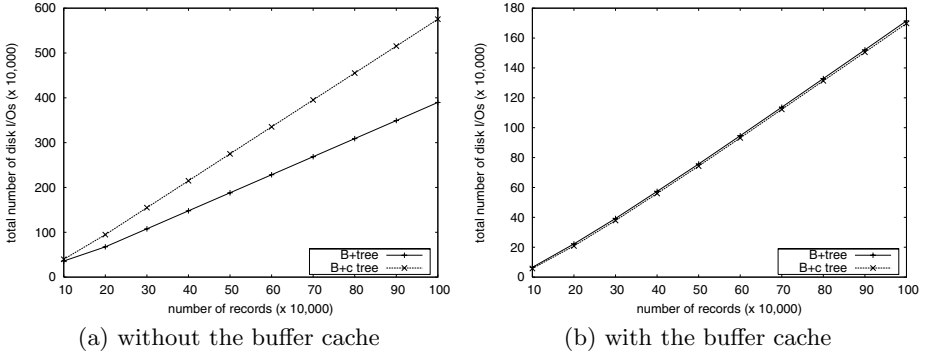 600
500
400
300
200
100
0
total number of disk I/Os (x 10,000)
10 20 30 40 50 60 70 80 90 100
number of records (x 10,000)
B+tree
B+c tree
(a) without the buffer cache
180
160
140
120
100
80
60
40
20
0
total number of disk I/Os (x 10,000)
10 20 30 40 50 60 70 80 90 100
number of records (x 10,000)
B+tree
B+c tree
(b) with the buffer cache